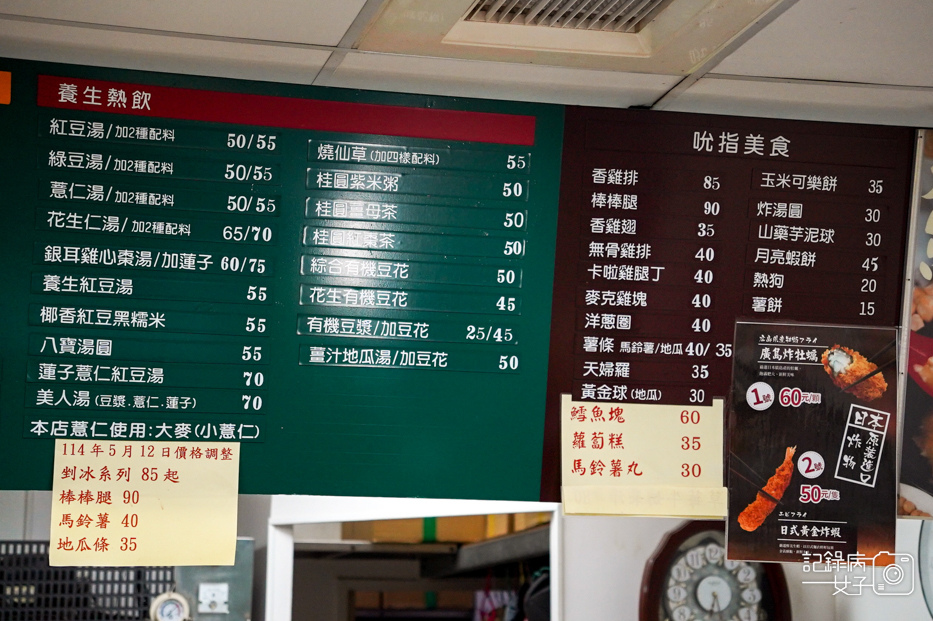 養生熱飲
紅豆湯/加2種配料 50/55
綠豆湯/加2種配料 50/55
薏仁湯/加2種配料 50/55
花生仁湯/加2種配料 65/70
銀耳雞心棗湯/加蓮子 60/75
養生紅豆湯 55
椰香紅豆黑糯米 55
八寶湯圓 55
蓮子薏仁紅豆湯 70
美人湯(豆漿.薏仁.蓮子) 70
本店薏仁使用:大麥(小薏仁)
燒仙草(加四樣配料) 55
桂圓紫米粥 50
桂圓薑母茶 50
桂圓紅棗茶 50
綜合有機豆花 50
花生有機豆花 45
有機豆漿/加豆花 25/45
薑汁地瓜湯/加豆花 50
吮指美食
香雞排 85
棒棒腿 90
香雞翅 35
無骨雞排 40
卡啦雞腿丁 40
麥克雞塊 40
洋蔥圈 40
薯條 馬鈴薯/地瓜 40/35
天婦羅 35
黃金球(地瓜) 30
玉米可樂餅 35
炸湯圓 30
山藥芋泥球 30
月亮蝦餅 45
熱狗 20
薯餅 15
鱈魚塊 60
蘿蔔糕 35
馬鈴薯丸 30
114年5月12日價格調整
剉冰系列 85起
棒棒腿 90
馬鈴薯 40
地瓜條 35
廣島炸牡蠣
1號 60元/顆
日本
原裝進口
炸物
2號
50元/隻
エビフライ
日式黃金炸蝦
記錄病
女子